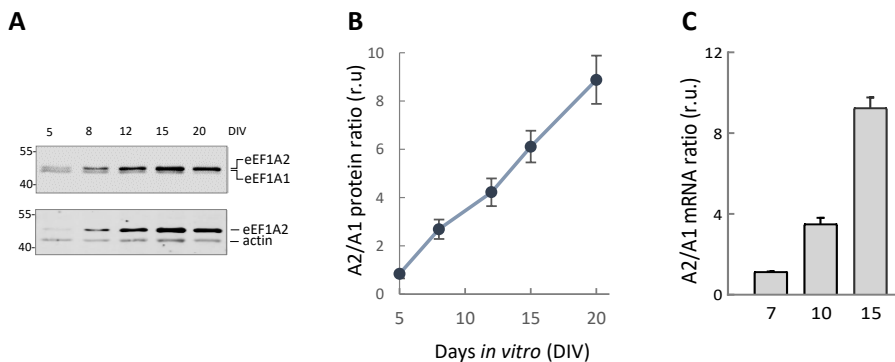 A
5 8 12 15 20 DIV
55
40
eEF1A2
eEF1A1
55
40
eEF1A2
actin
B
A2/A1 protein ratio (r.u)
10
8
6
4
2
0
5 10 15 20
Days in vitro (DIV)
C
A2/A1 mRNA ratio (r.u.)
12
8
4
0
7 10 15